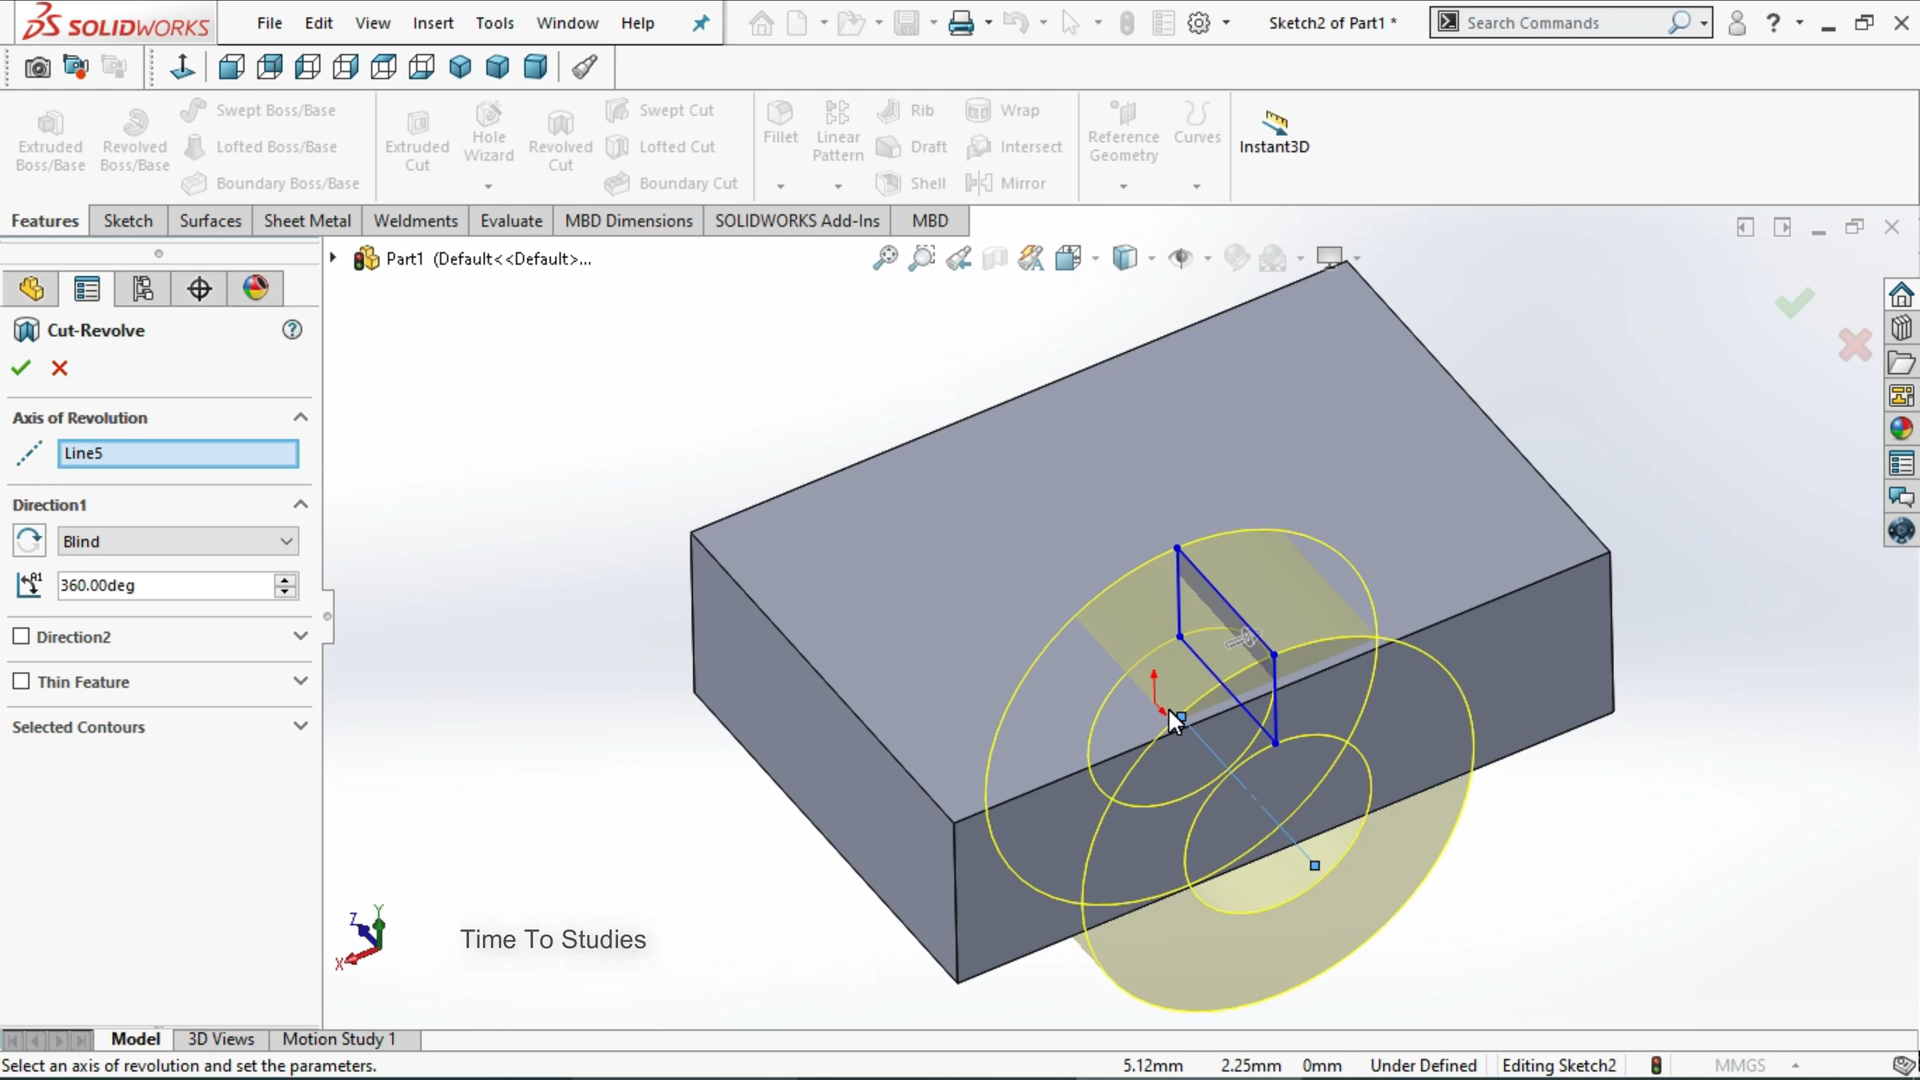 SOLIDWORKS File Edit View Insert Tools Window Help Sketch2 of Part1 * Search Commands ?
Extruded Boss/Base
Revolved Boss/Base
Swept Boss/Base
Lofted Boss/Base
Boundary Boss/Base
Extruded Cut
Hole Wizard
Revolved Cut
Swept Cut
Lofted Cut
Boundary Cut
Fillet
Linear Pattern
Rib
Draft
Shell
Wrap
Intersect
Mirror
Reference Geometry
Curves
Instant3D
Features Sketch Surfaces Sheet Metal Weldments Evaluate MBD Dimensions SOLIDWORKS Add-Ins MBD
Part1 (Default<<Default>...
Cut-Revolve ?
Axis of Revolution
Line5
Direction1
Blind
A1
360.00deg
Direction2
Thin Feature
Selected Contours
Z Y X
Time To Studies
Model 3D Views Motion Study 1
Select an axis of revolution and set the parameters. 5.12mm 2.25mm 0mm Under Defined Editing Sketch2 MMGS